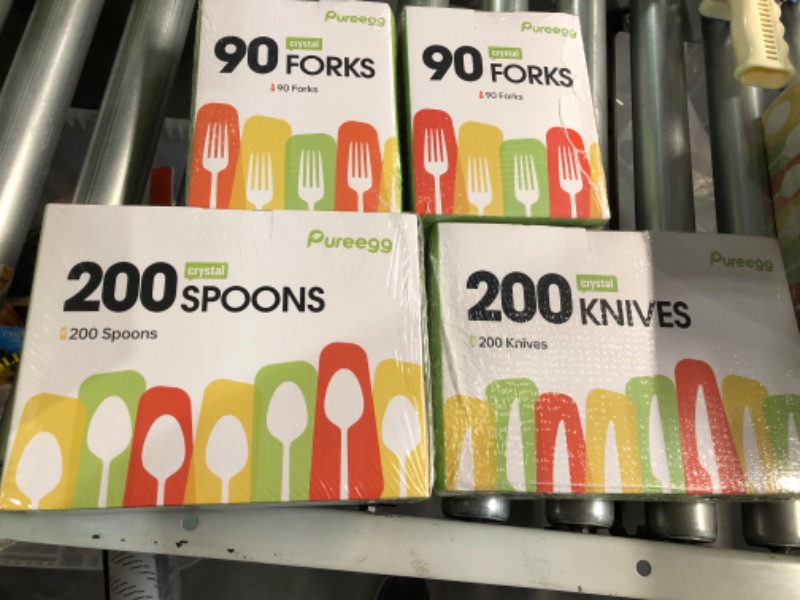 Pureegg
90 crystal FORKS
90 Forks
Pureegg
90 crystal FORKS
90 Forks
Pureegg
200 crystal SPOONS
200 Spoons
Pureegg
200 crystal KNIVES
200 Knives